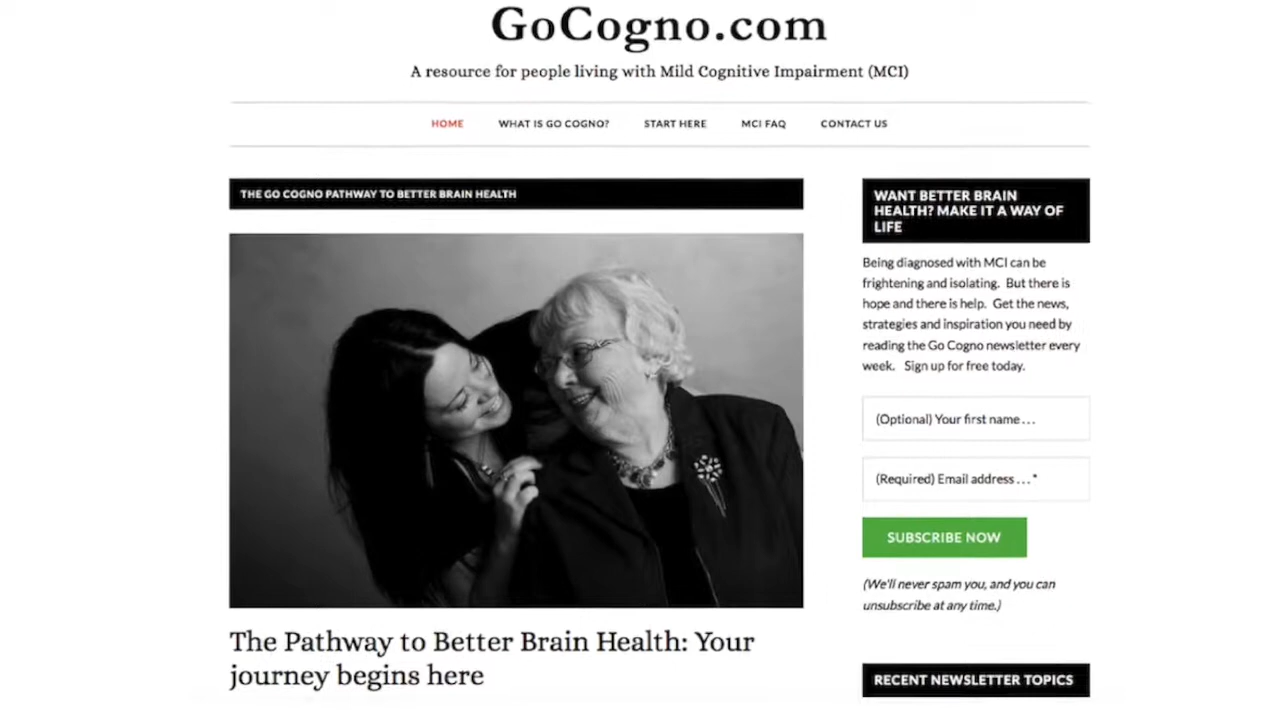 GoCogno.com
A resource for people living with Mild Cognitive Impairment (MCI)
HOME WHAT IS GO COGNO? START HERE MCI FAQ CONTACT US
THE GO COGNO PATHWAY TO BETTER BRAIN HEALTH
The Pathway to Better Brain Health: Your
journey begins here
WANT BETTER BRAIN
HEALTH? MAKE IT A WAY OF
LIFE
Being diagnosed with MCI can be
frightening and isolating. But there is
hope and there is help. Get the news,
strategies and inspiration you need by
reading the Go Cogno newsletter every
week. Sign up for free today.
(Optional) Your first name . . .
(Required) Email address . . . *
SUBSCRIBE NOW
(We'll never spam you, and you can
unsubscribe at any time.)
RECENT NEWSLETTER TOPICS